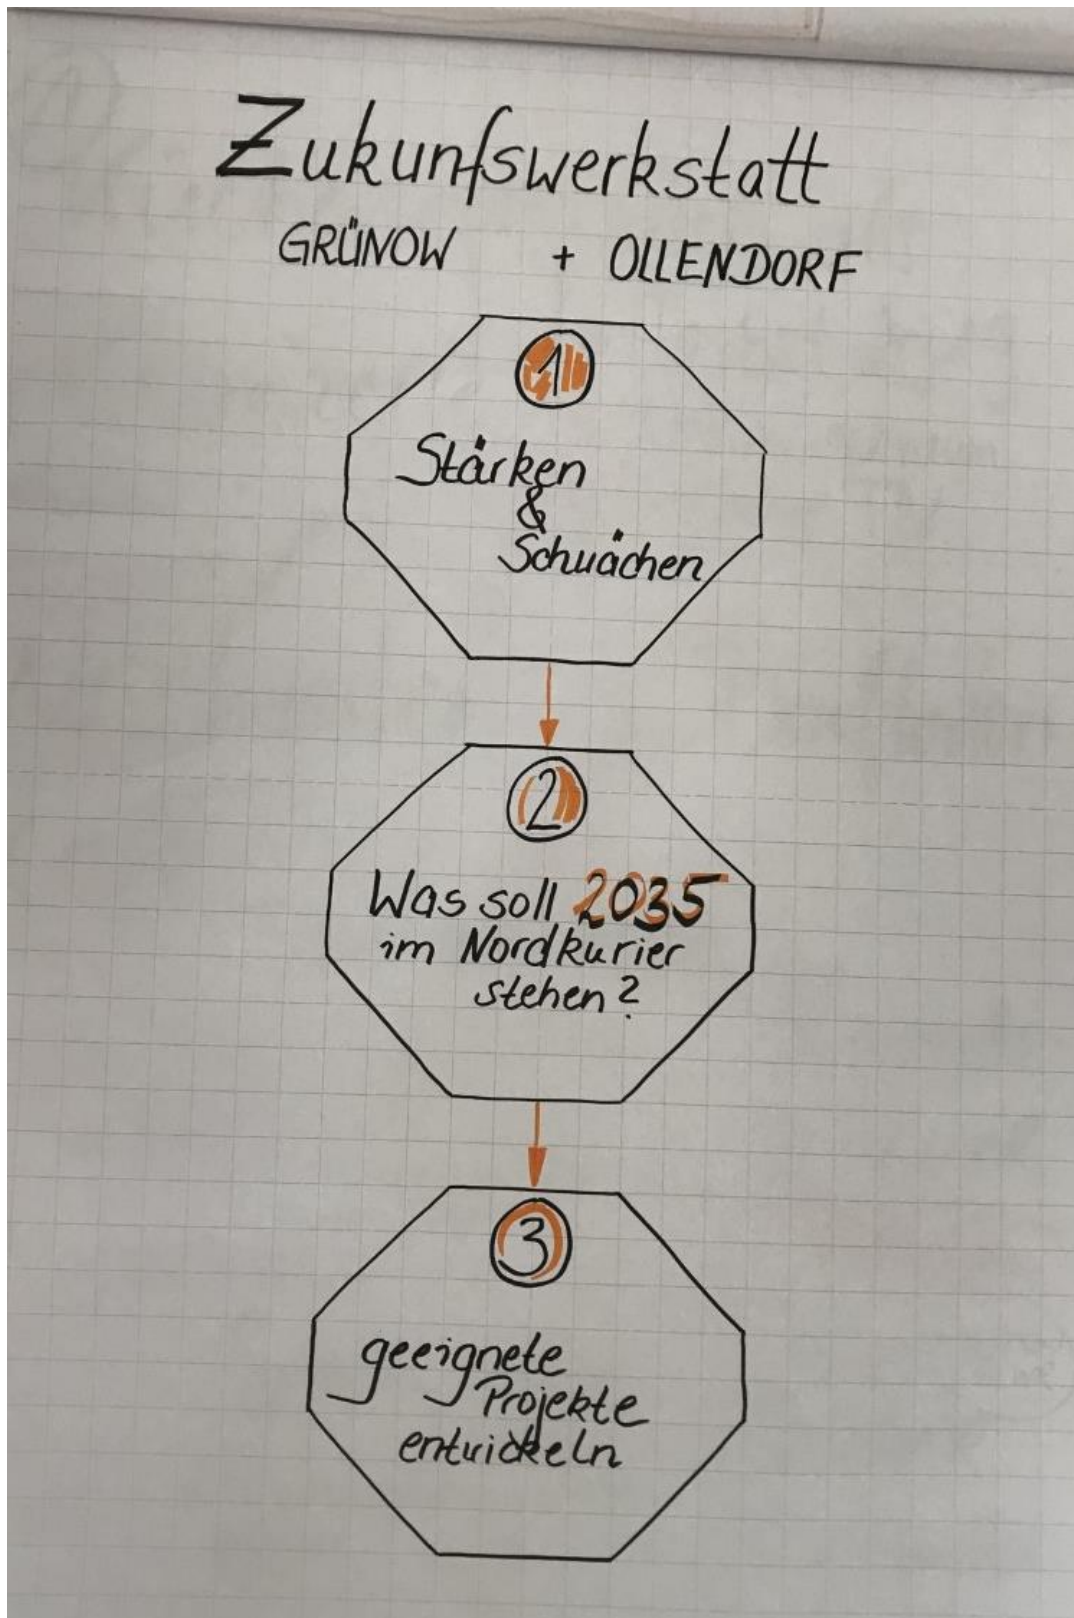 Zukunfswerkstatt
GRÜNOW + OLLENDORF
1
Stärken
&
Schwächen
2
Was soll 2035
im Nordkurier
stehen?
3
geeignete
Projekte
entwickeln